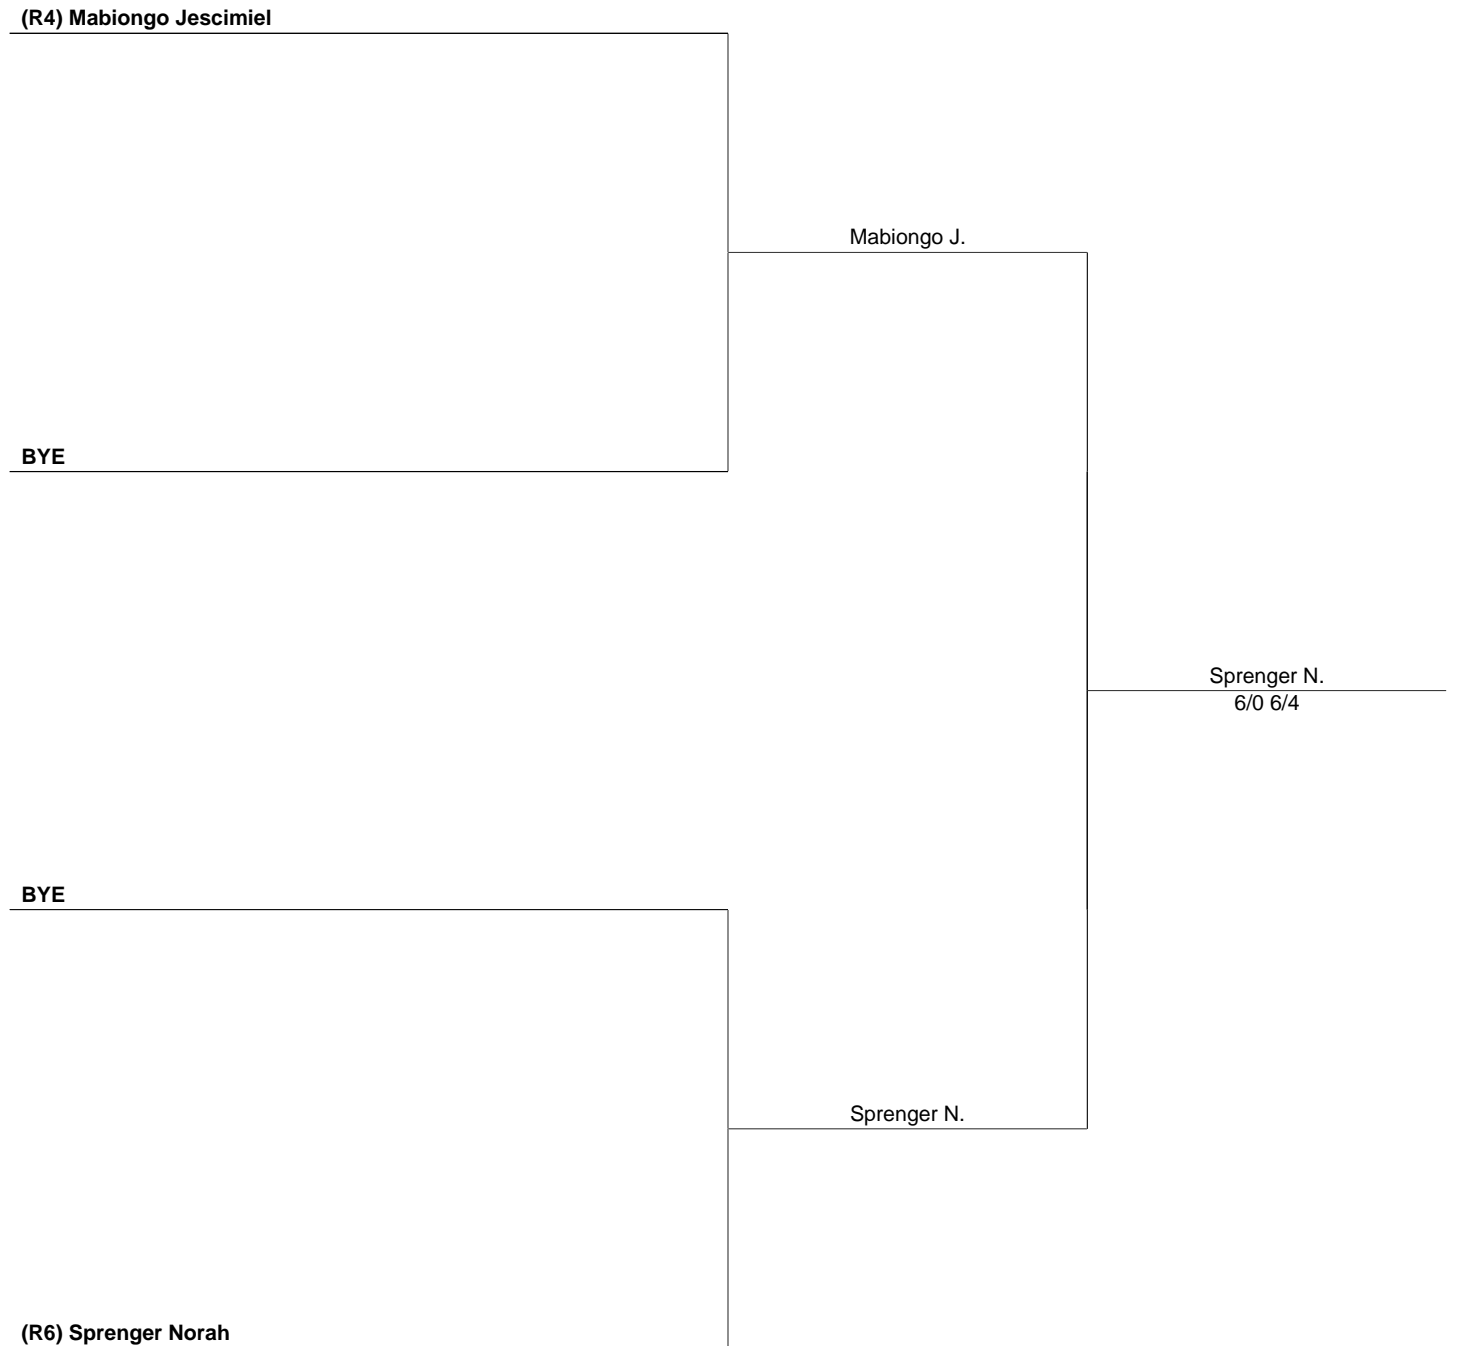 (R4) Mabiongo Jescimiel
Mabiongo J.
BYE
Sprenger N.
6/0 6/4
BYE
Sprenger N.
(R6) Sprenger Norah